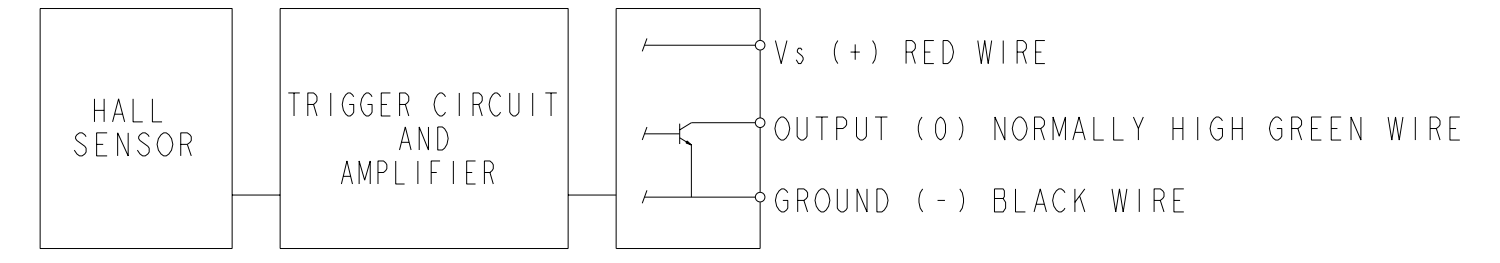 HALL
SENSOR
TRIGGER CIRCUIT
AND
AMPLIFIER
Vs (+) RED WIRE
OUTPUT (O) NORMALLY HIGH GREEN WIRE
GROUND (-) BLACK WIRE